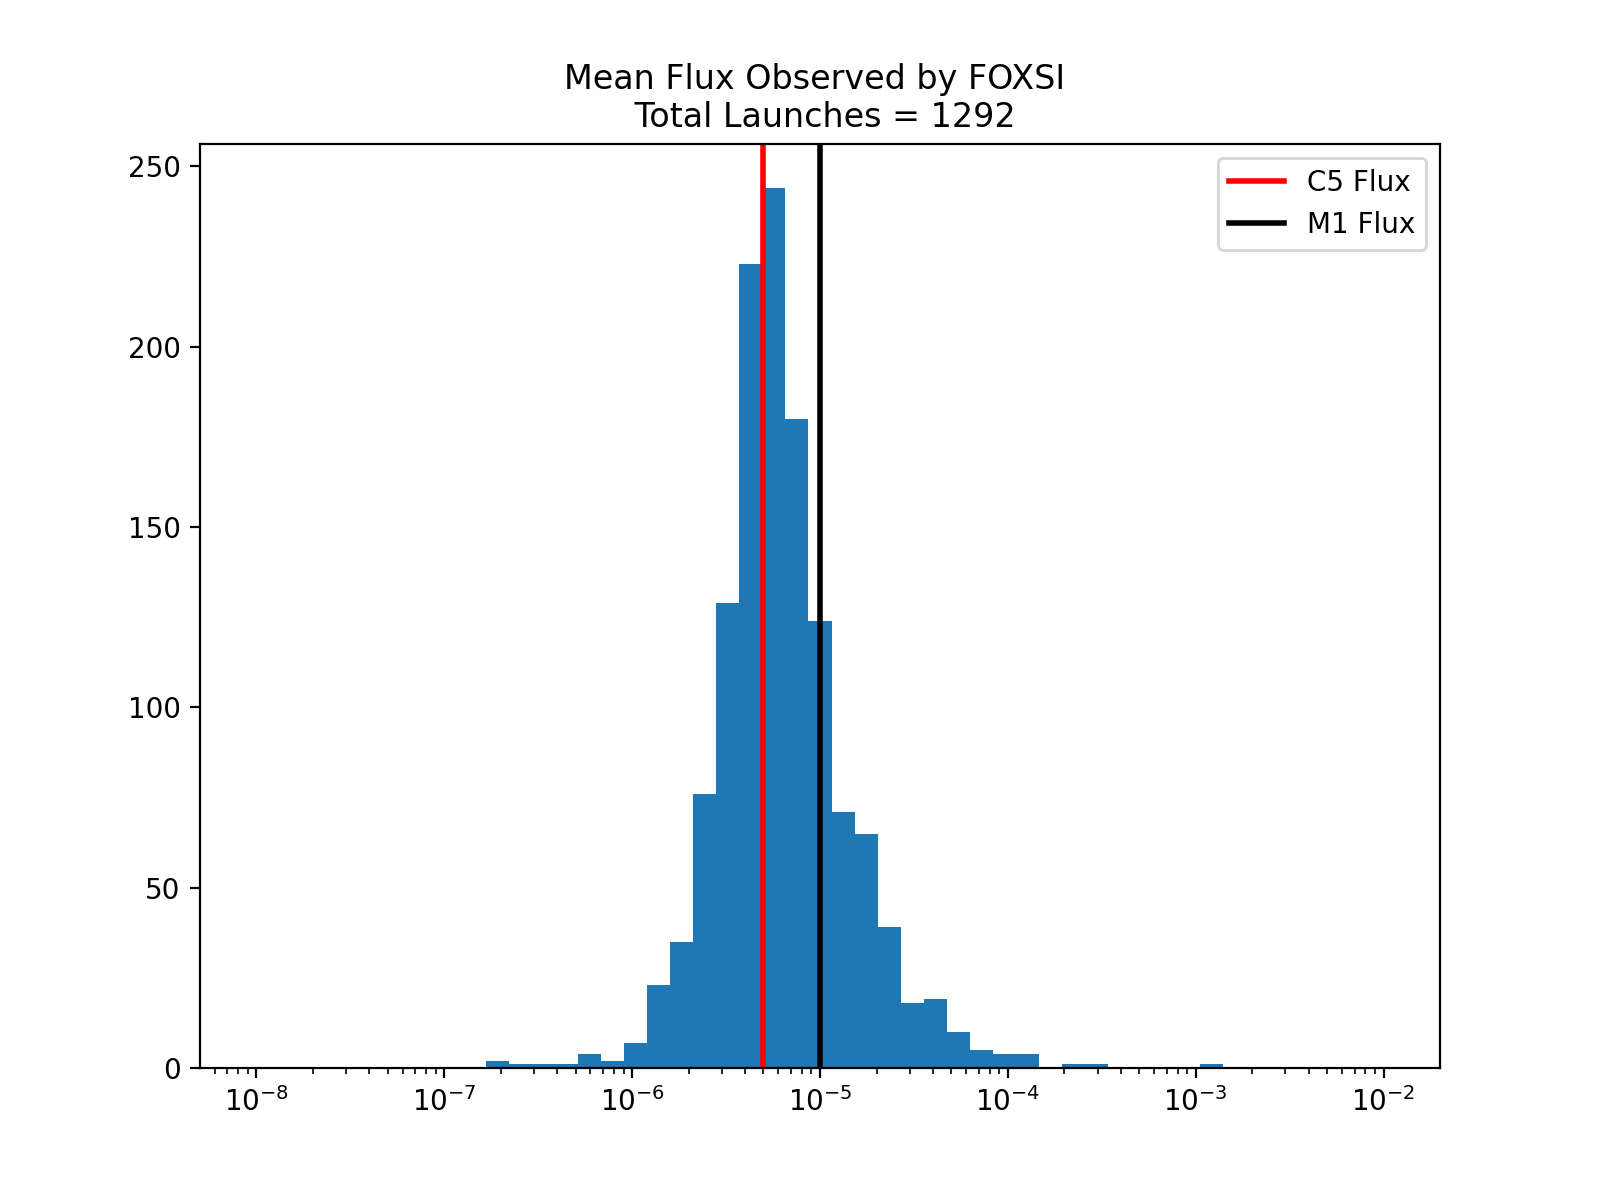 Mean Flux Observed by FOXSI
Total Launches = 1292
C5 Flux
M1 Flux
250
200
150
100
50
0
10⁻⁸ 10⁻⁷ 10⁻⁶ 10⁻⁵ 10⁻⁴ 10⁻³ 10⁻²